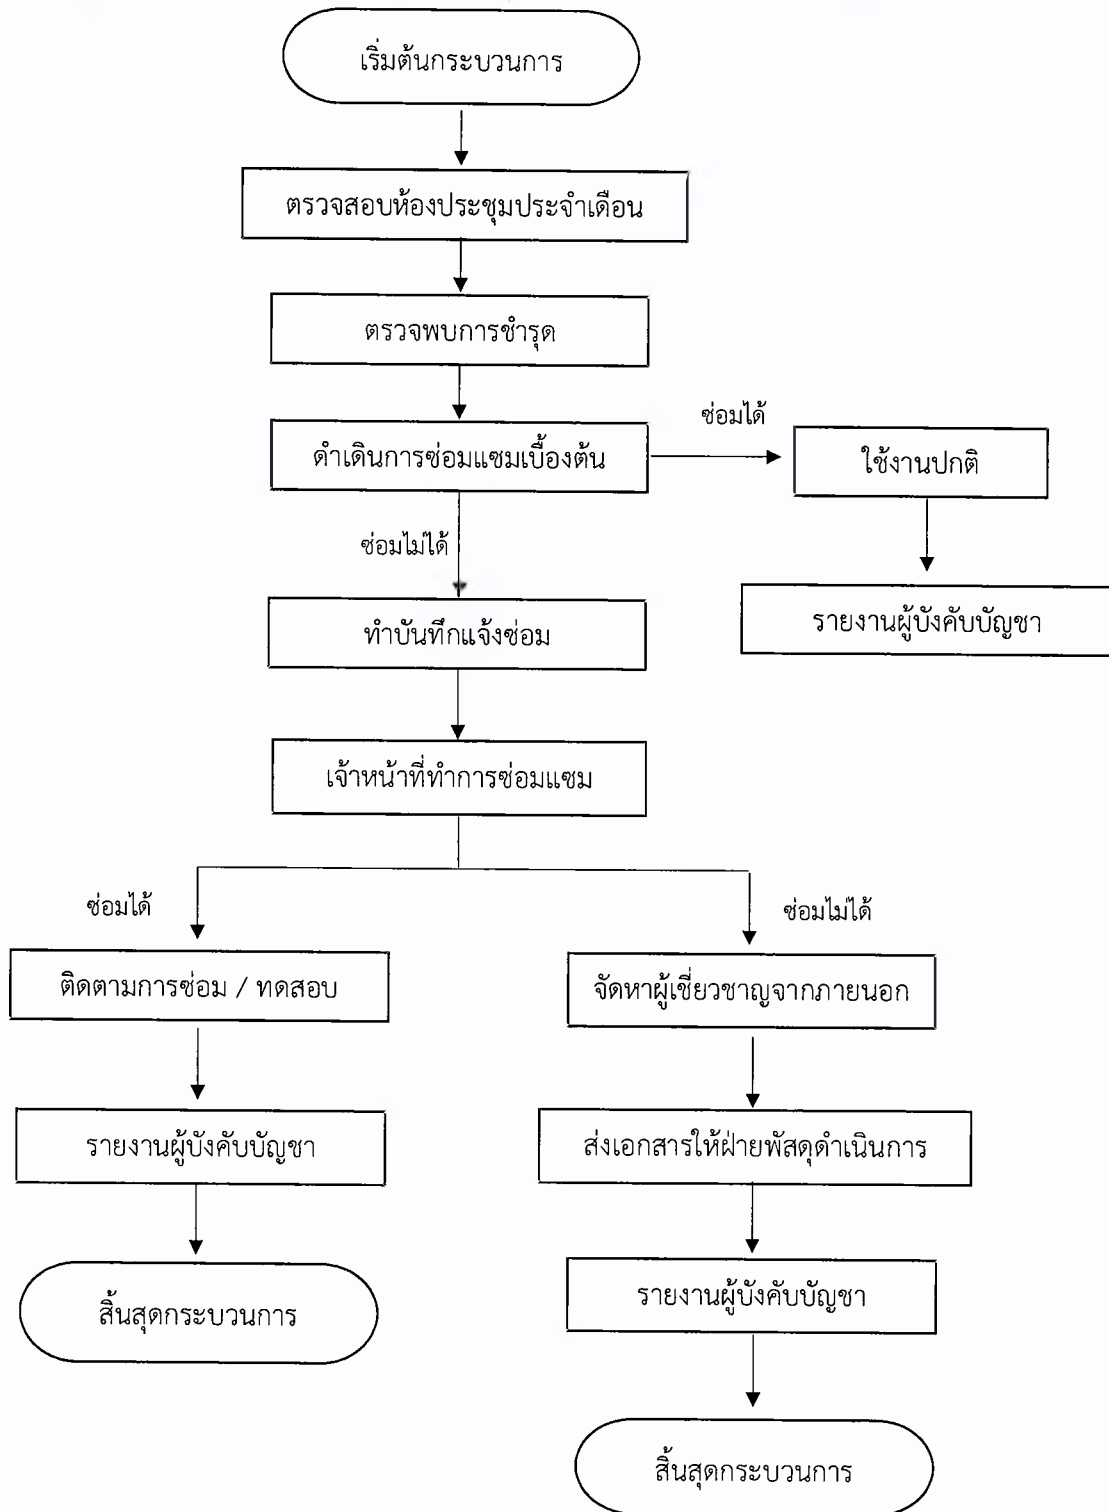 เริ่มต้นกระบวนการ
ตรวจสอบห้องประชุมประจำเดือน
ตรวจพบการชำรุด
ดำเดินการซ่อมแซมเบื้องต้น
ซ่อมได้
ใช้งานปกติ
รายงานผู้บังคับบัญชา
ซ่อมไม่ได้
ทำบันทึกแจ้งซ่อม
เจ้าหน้าที่ทำการซ่อมแซม
ซ่อมได้
ติดตามการซ่อม / ทดสอบ
รายงานผู้บังคับบัญชา
สิ้นสุดกระบวนการ
ซ่อมไม่ได้
จัดหาผู้เชี่ยวชาญจากภายนอก
ส่งเอกสารให้ฝ่ายพัสดุดำเนินการ
รายงานผู้บังคับบัญชา
สิ้นสุดกระบวนการ